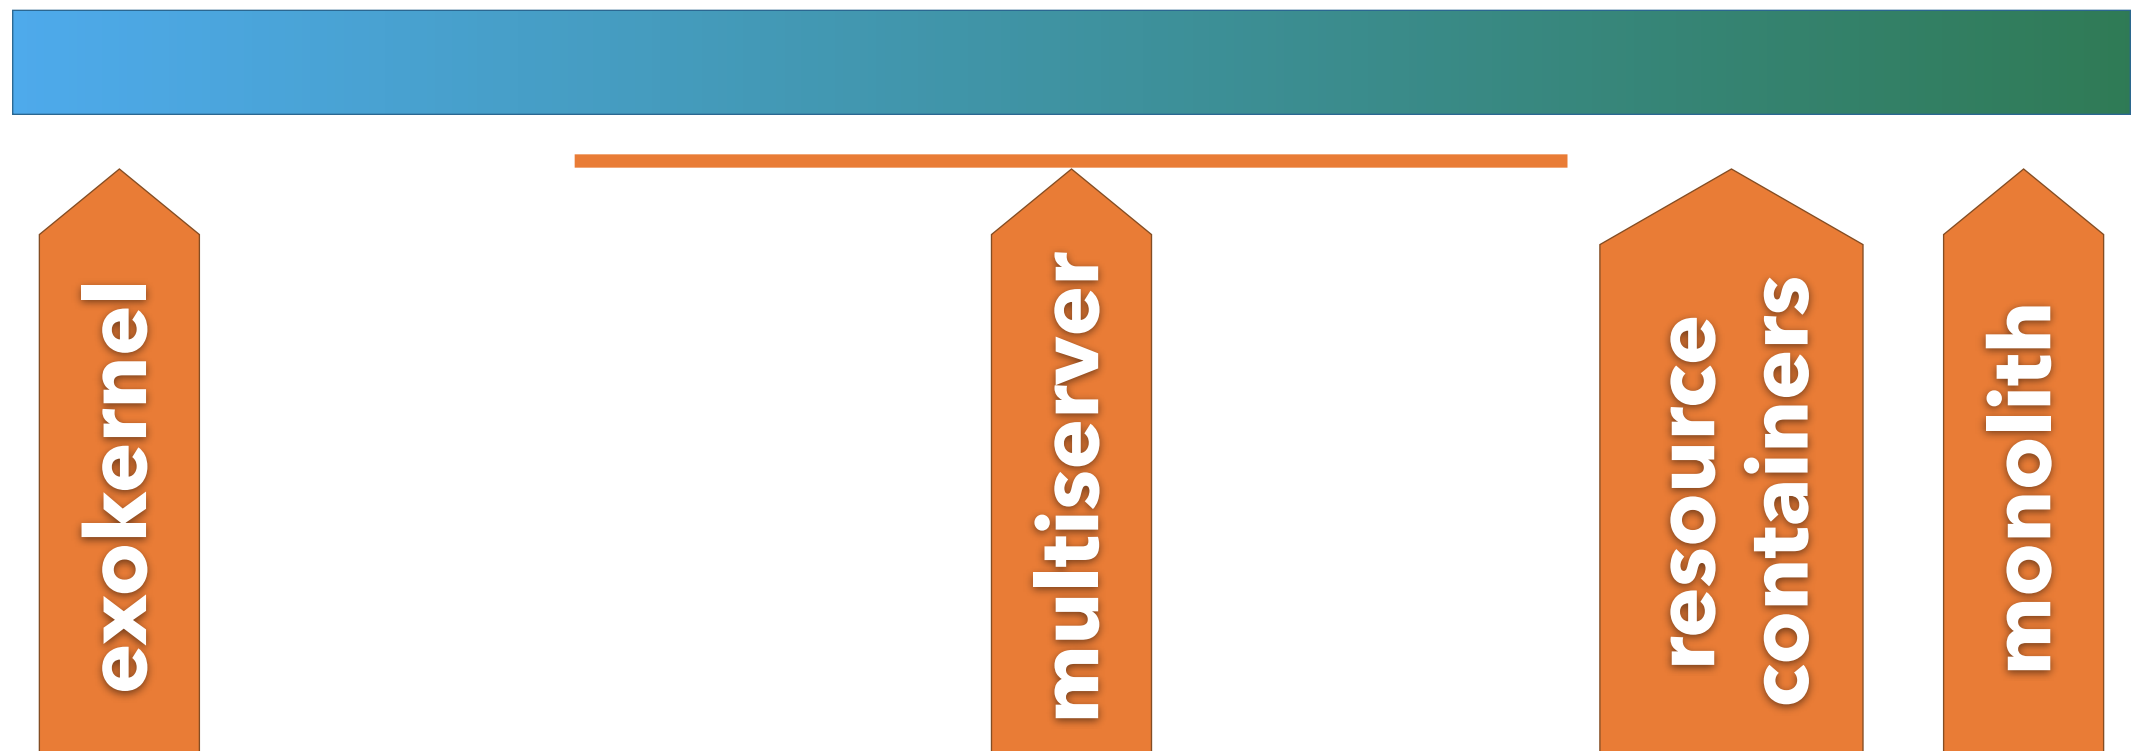 exokernel
multiserver
resource
containers
monolith